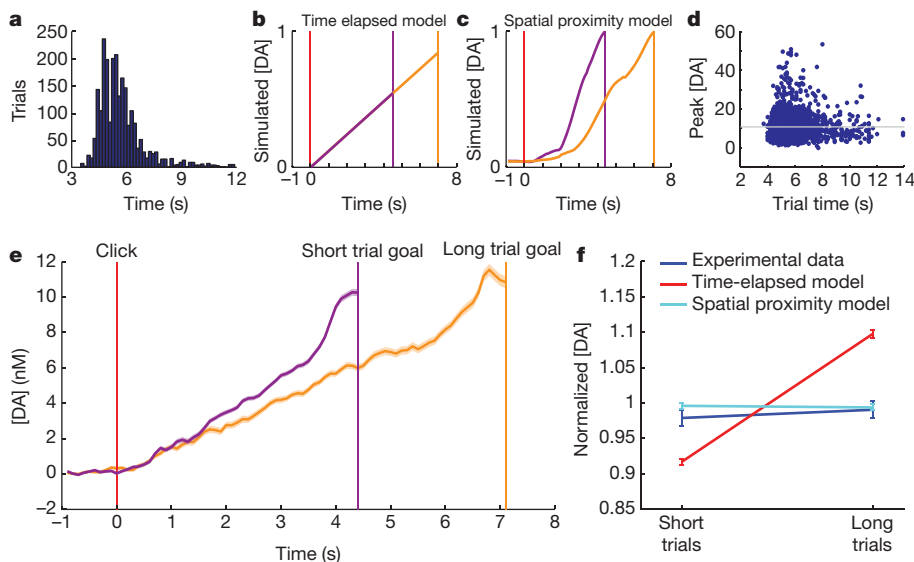 a
250
200
150
100
50
0
Trials
3 6 9 12
Time (s)
b
Time elapsed model
Simulated [DA]
1
0
–1 0 8
Time (s)
c
Spatial proximity model
Simulated [DA]
1
0
–1 0 8
Time (s)
d
60
40
20
0
Peak [DA]
2 4 6 8 10 12 14
Trial time (s)
e
Click
Short trial goal
Long trial goal
12
10
8
6
4
2
0
–2
[DA] (nM)
–1 0 1 2 3 4 5 6 7 8
Time (s)
f
1.2
1.15
1.1
1.05
1
0.95
0.9
0.85
Normalized [DA]
Experimental data
Time-elapsed model
Spatial proximity model
Short
trials
Long
trials